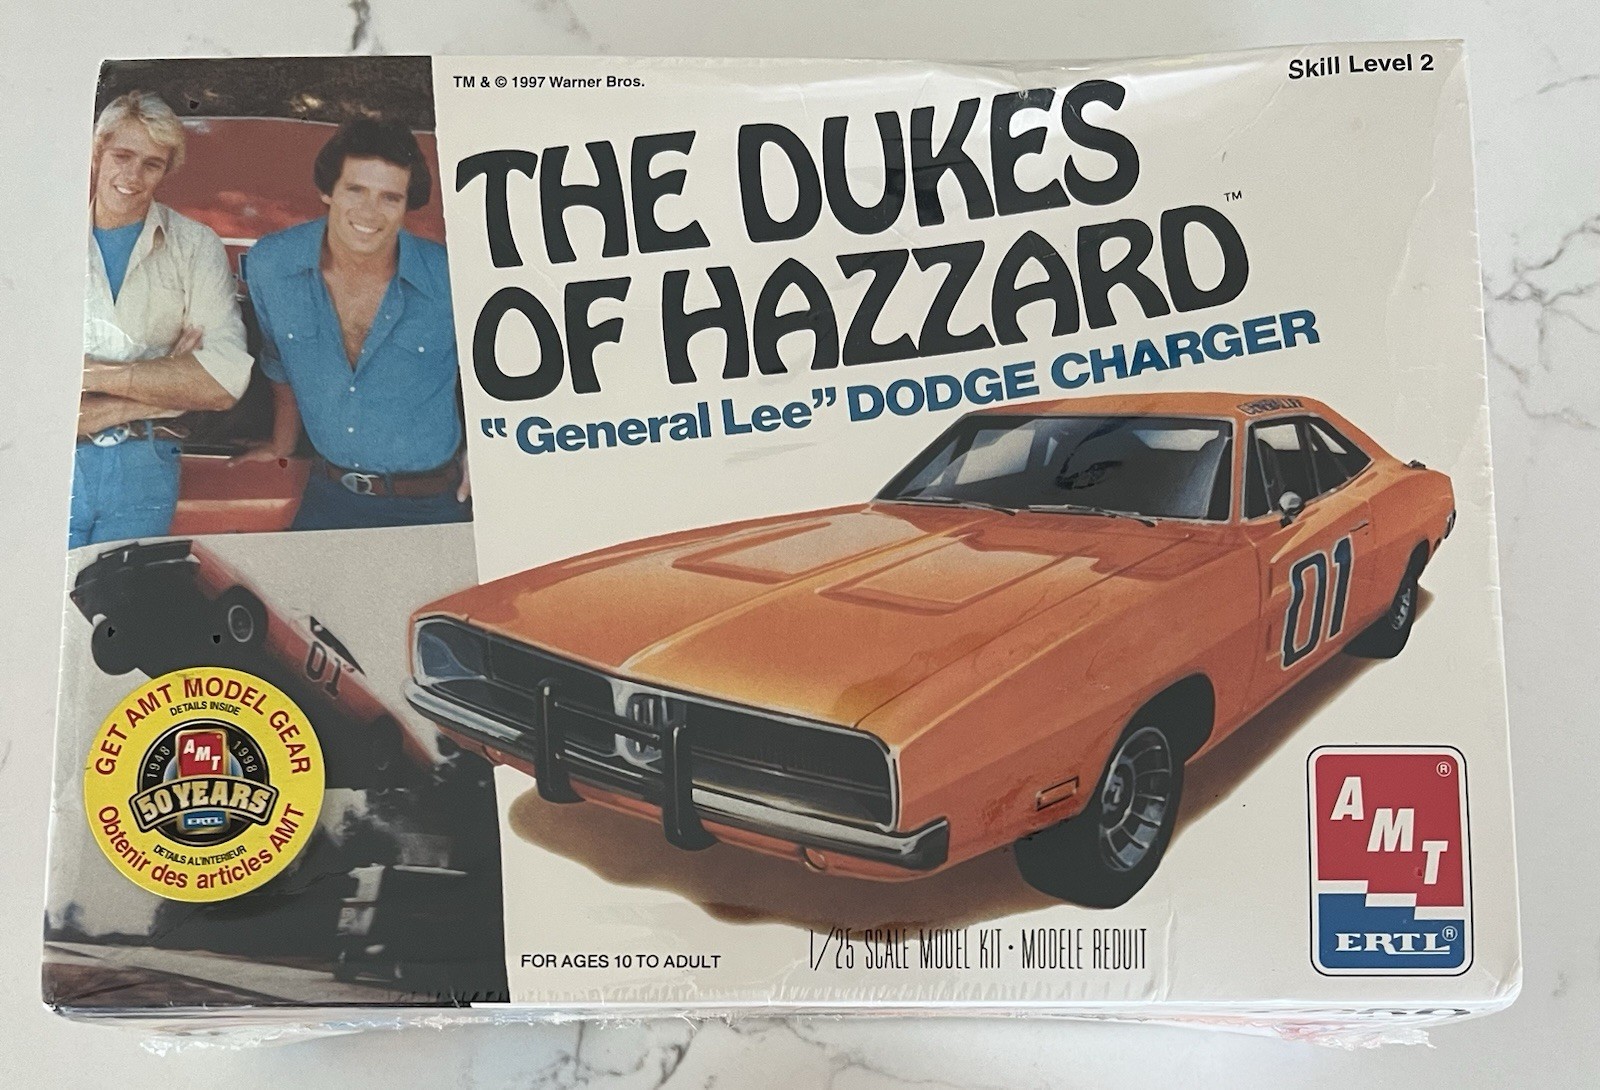 TM & © 1997 Warner Bros.
Skill Level 2
THE DUKES
OF HAZZARD™
“General Lee” DODGE CHARGER
01
01
GET AMT MODEL GEAR
DETAILS INSIDE
1948 AMT 1998
50 YEARS
ERTL
DETAILS A L'INTERIEUR
Obtenir des articles AMT
FOR AGES 10 TO ADULT
1/25 SCALE MODEL KIT • MODELE REDUIT
AMT®
ERTL®